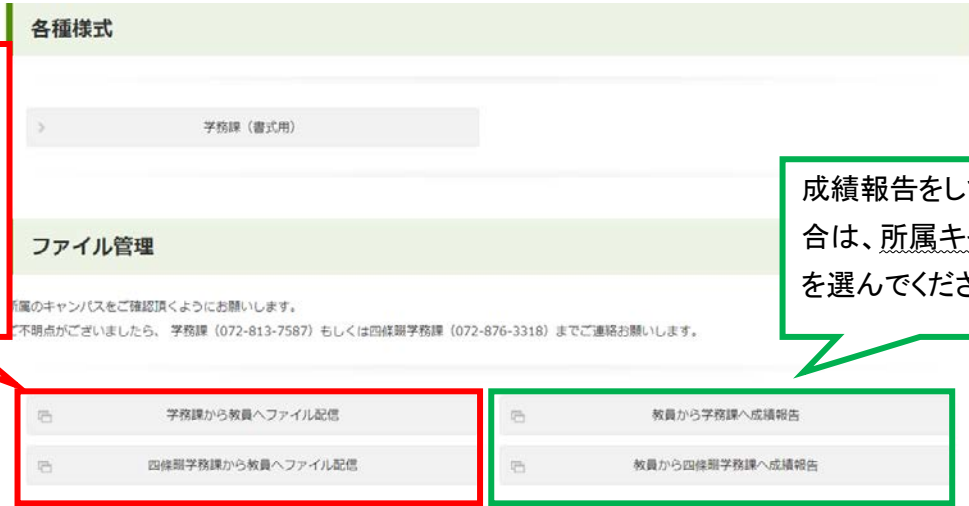 各種様式
学務課（書式用）
成績報告をし
合は、所属キ
を選んでくださ
ファイル管理
属のキャンパスをご確認頂くようにお願いします。
ご不明点がございましたら、 学務課（072-813-7587）もしくは四條畷学務課（072-876-3318）までご連絡お願いします。
学務課から教員へファイル配信
教員から学務課へ成績報告
四條畷学務課から教員へファイル配信
教員から四條畷学務課へ成績報告